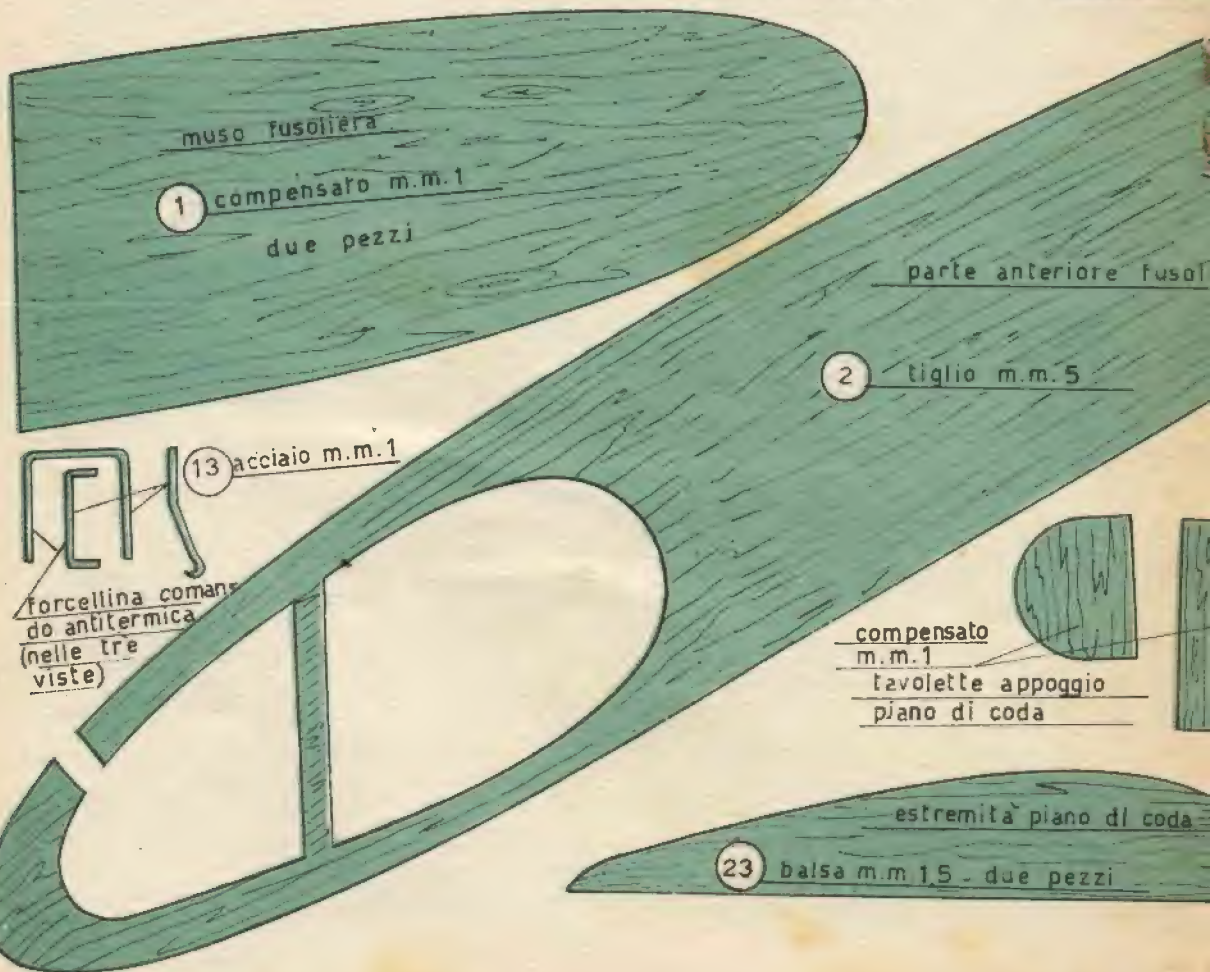 muso fusoliera
1 compensato m.m.1
due pezzi
parte anteriore fusol
2 tiglio m.m.5
13 acciaio m.m.1
forcellina coman
do antitermica
(nelle tre
viste)
compensato
m.m.1
tavolette appoggio
piano di coda
estremità piano di coda
23 balsa m.m 1,5 - due pezzi